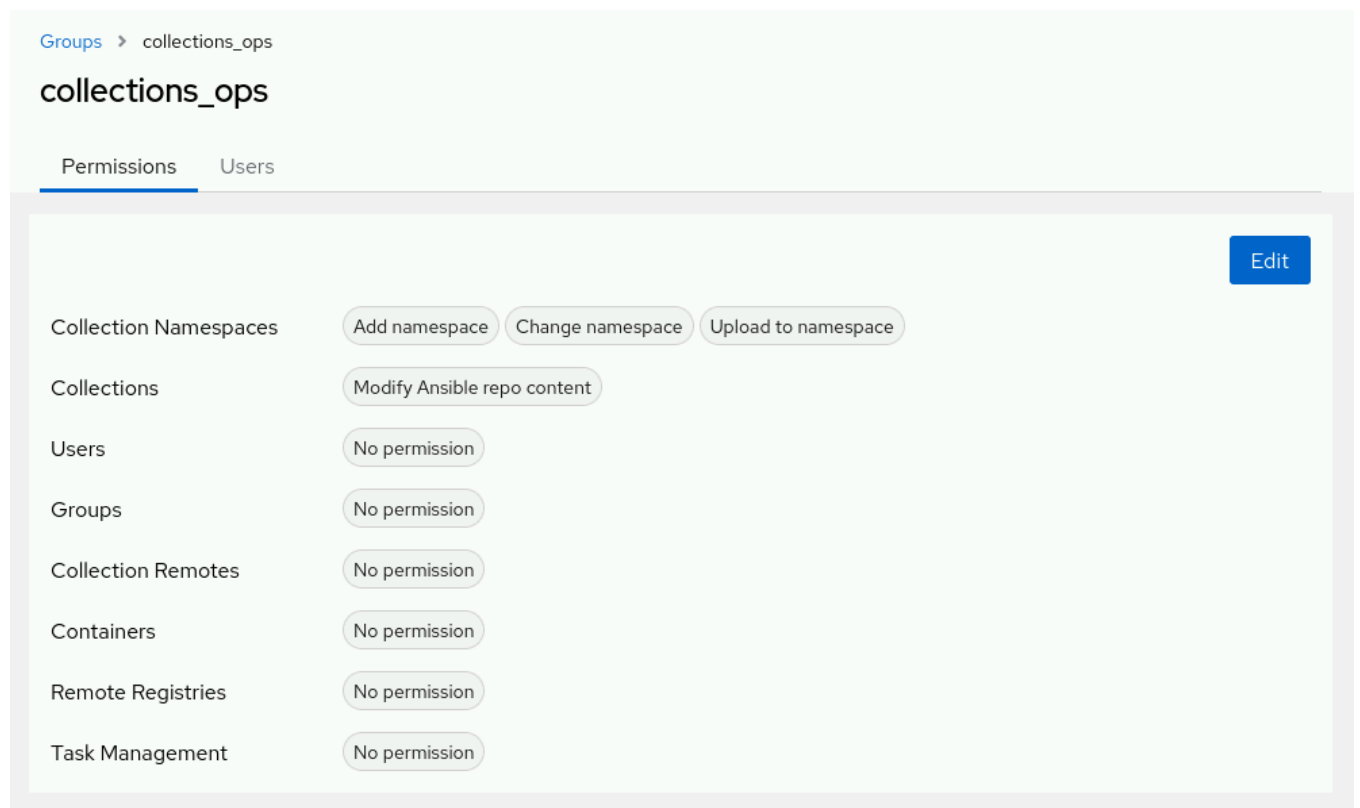 Groups > collections_ops
collections_ops
Permissions Users
Edit
Collection Namespaces Add namespace Change namespace Upload to namespace
Collections Modify Ansible repo content
Users No permission
Groups No permission
Collection Remotes No permission
Containers No permission
Remote Registries No permission
Task Management No permission